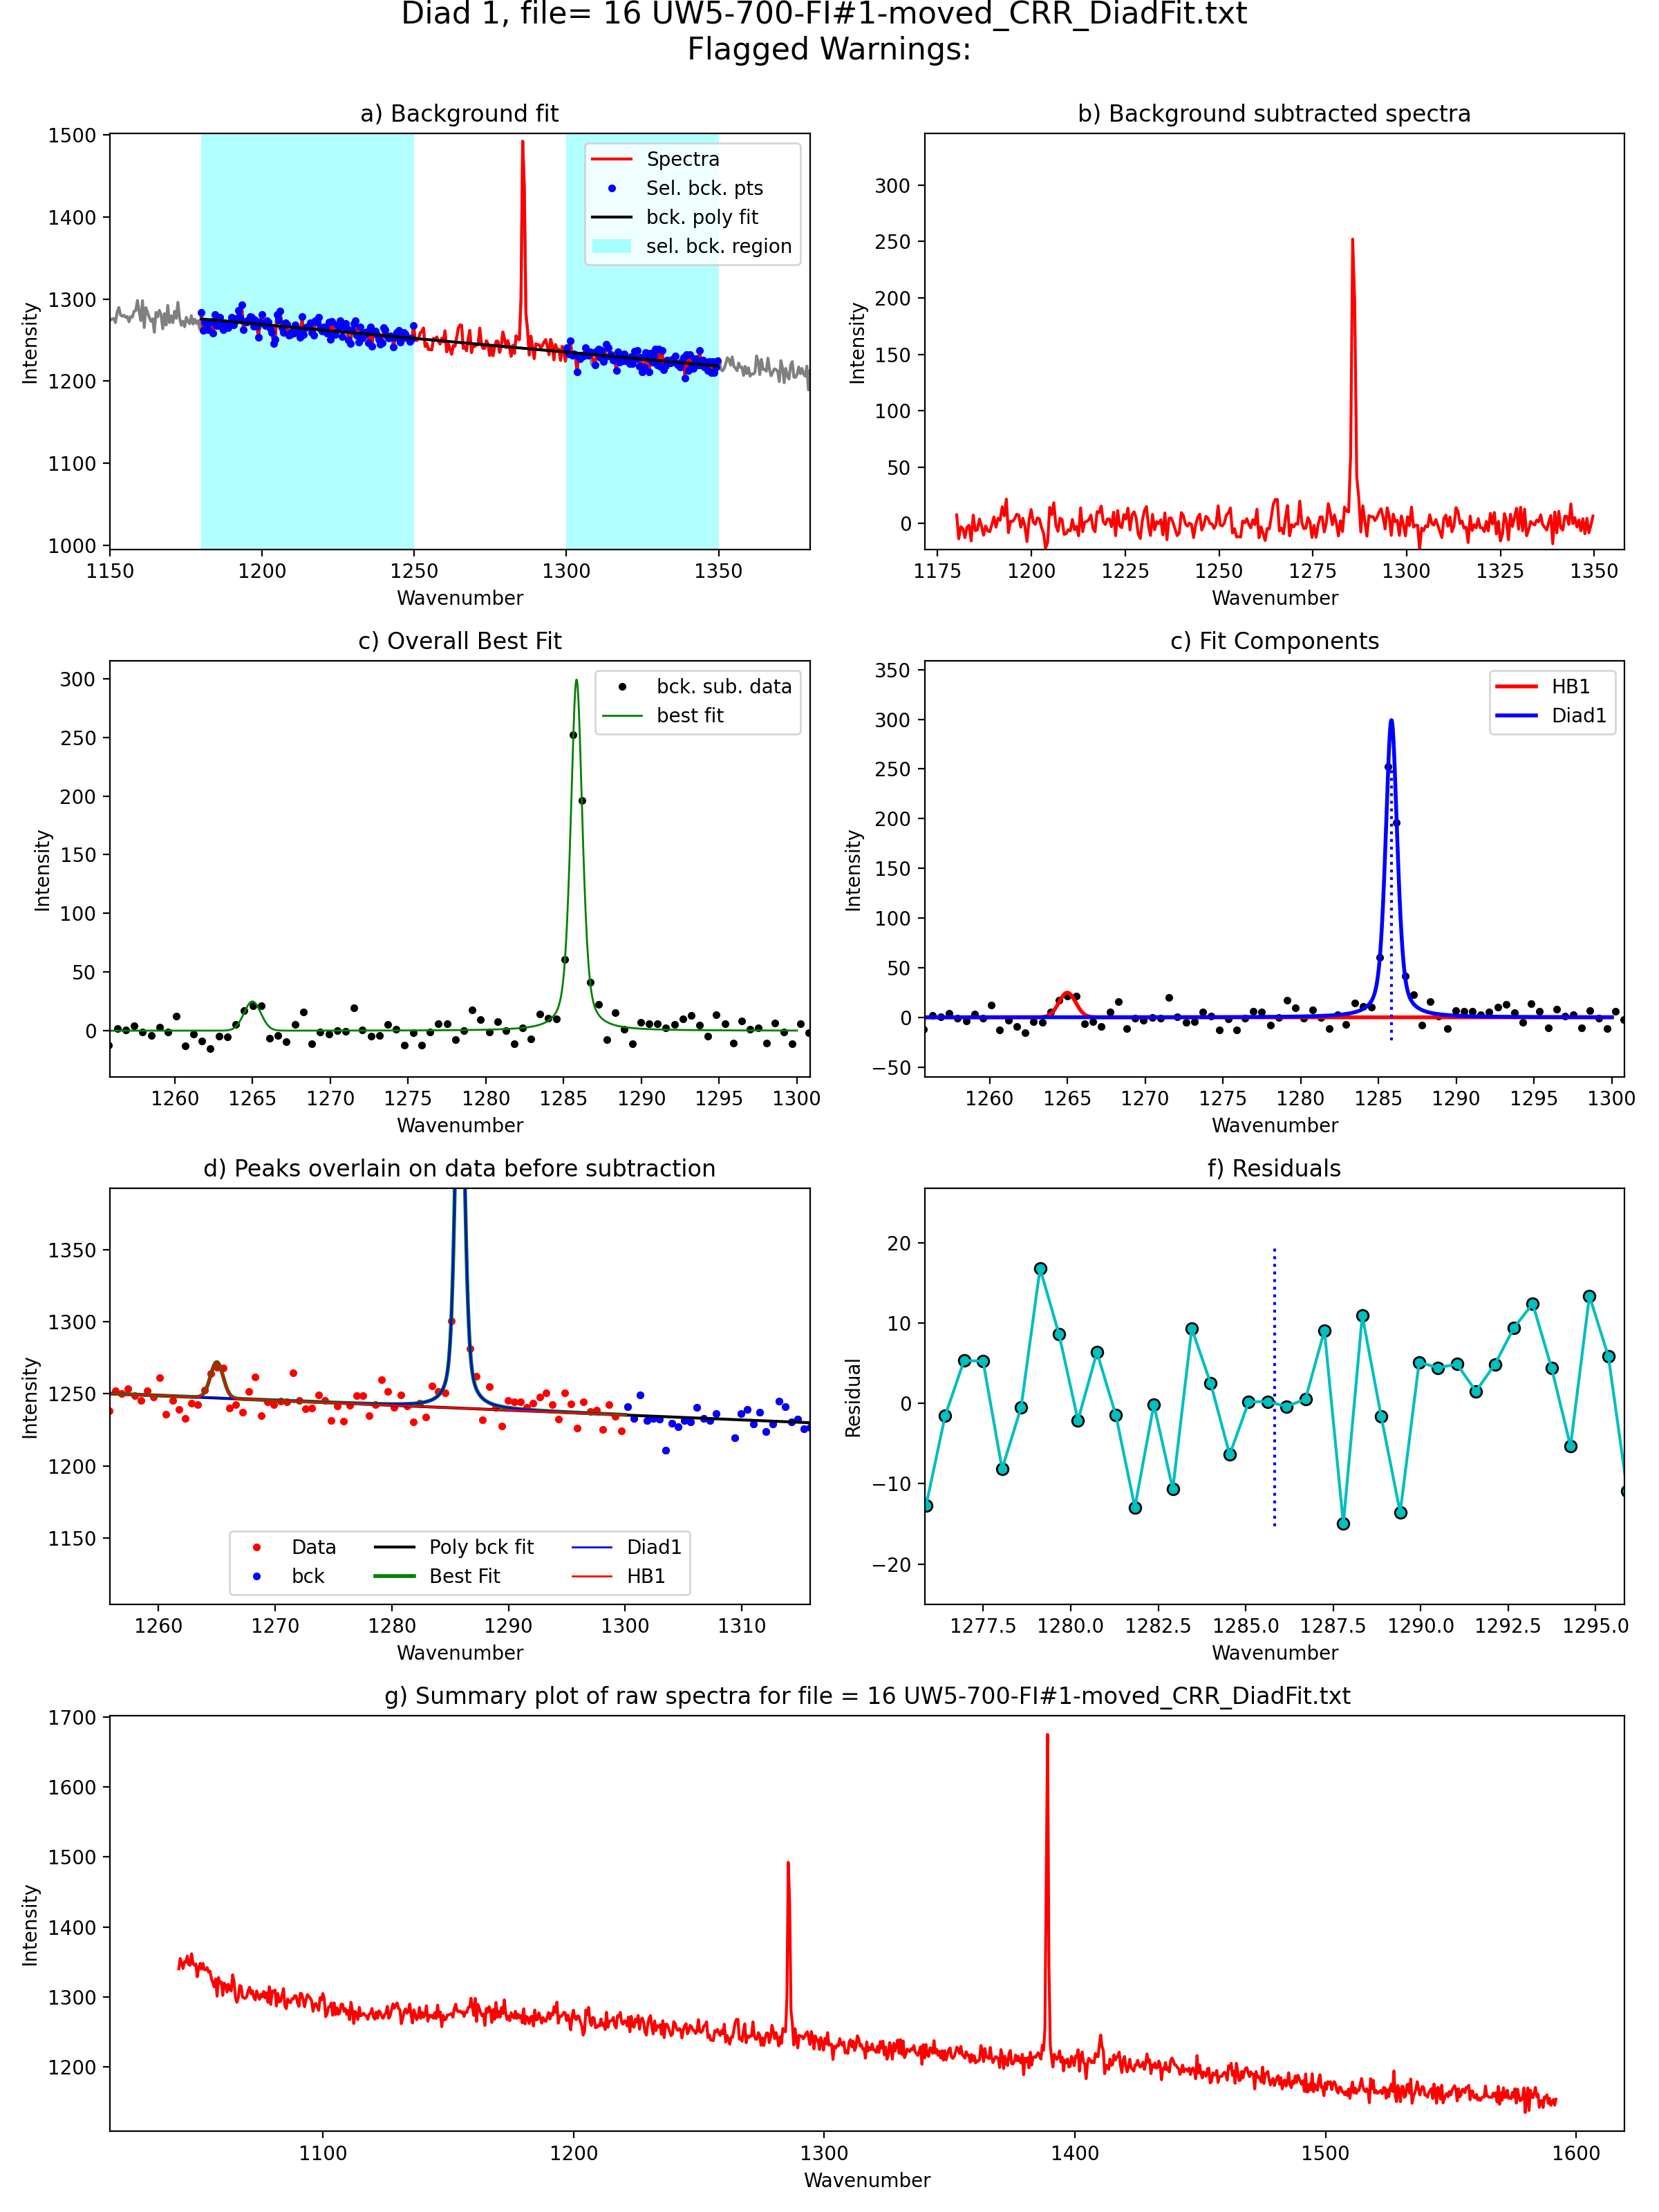 Diad 1, file= 16 UW5-700-FI#1-moved_CRR_DiadFit.txt
Flagged Warnings:
a) Background fit
1500
1400
1300
1200
1100
1000
Intensity
1150 1200 1250 1300 1350
Wavenumber
Spectra
Sel. bck. pts
bck. poly fit
sel. bck. region
b) Background subtracted spectra
300
250
200
150
100
50
0
Intensity
1175 1200 1225 1250 1275 1300 1325 1350
Wavenumber
c) Overall Best Fit
300
250
200
150
100
50
0
Intensity
1260 1265 1270 1275 1280 1285 1290 1295 1300
Wavenumber
bck. sub. data
best fit
c) Fit Components
350
300
250
200
150
100
50
0
−50
Intensity
1260 1265 1270 1275 1280 1285 1290 1295 1300
Wavenumber
HB1
Diad1
d) Peaks overlain on data before subtraction
1350
1300
1250
1200
1150
Intensity
1260 1270 1280 1290 1300 1310
Wavenumber
Data Poly bck fit Diad1
bck Best Fit HB1
f) Residuals
20
10
0
−10
−20
Residual
1277.5 1280.0 1282.5 1285.0 1287.5 1290.0 1292.5 1295.0
Wavenumber
g) Summary plot of raw spectra for file = 16 UW5-700-FI#1-moved_CRR_DiadFit.txt
1700
1600
1500
1400
1300
1200
Intensity
1100 1200 1300 1400 1500 1600
Wavenumber